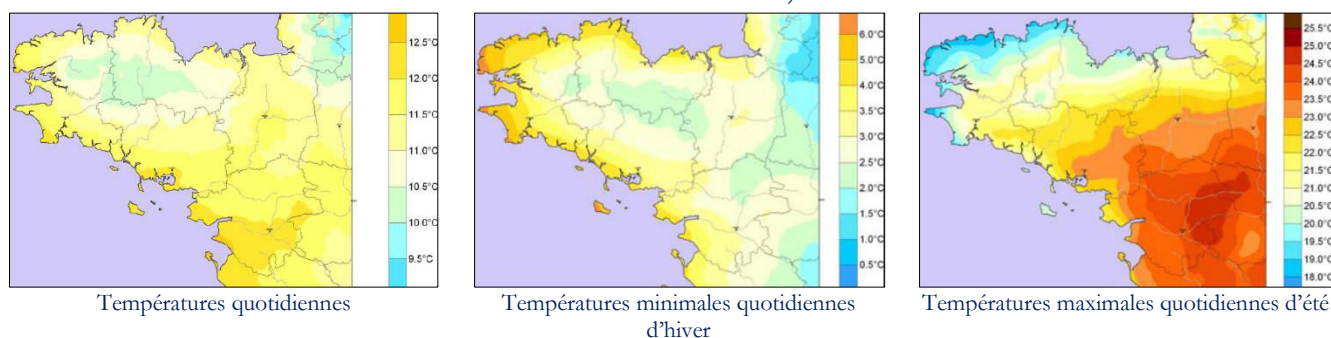 12.5°C
12.0°C
11.5°C
11.0°C
10.5°C
10.0°C
9.5°C
Températures quotidiennes
6.0°C
5.0°C
4.0°C
3.5°C
3.0°C
2.5°C
2.0°C
1.5°C
1.0°C
0.5°C
Températures minimales quotidiennes
d’hiver
25.5°C
25.0°C
24.5°C
24.0°C
23.5°C
23.0°C
22.5°C
22.0°C
21.5°C
21.0°C
20.5°C
20.0°C
19.5°C
19.0°C
18.5°C
18.0°C
Températures maximales quotidiennes d’été